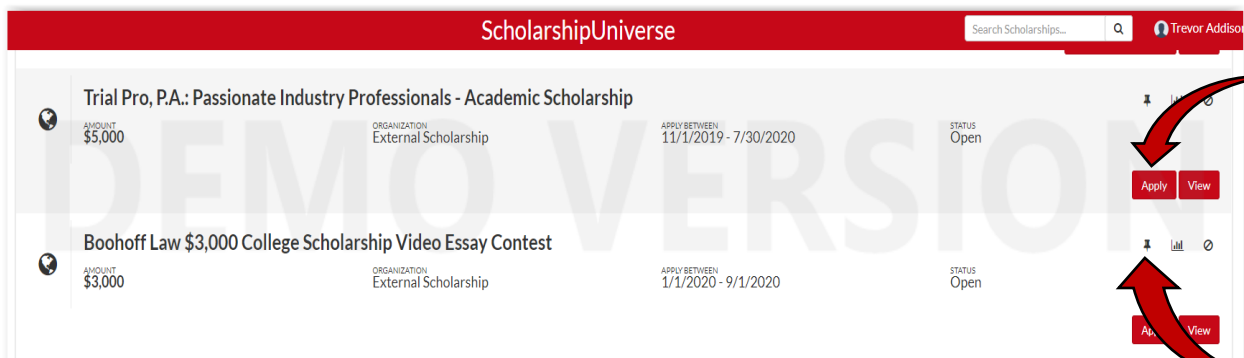 ScholarshipUniverse
Search Scholarships...
Trevor Addison
Trial Pro, P.A.: Passionate Industry Professionals - Academic Scholarship
AMOUNT
$5,000
ORGANIZATION
External Scholarship
APPLY BETWEEN
11/1/2019 - 7/30/2020
STATUS
Open
Apply View
DEMO VERSION
Boohoff Law $3,000 College Scholarship Video Essay Contest
AMOUNT
$3,000
ORGANIZATION
External Scholarship
APPLY BETWEEN
1/1/2020 - 9/1/2020
STATUS
Open
View